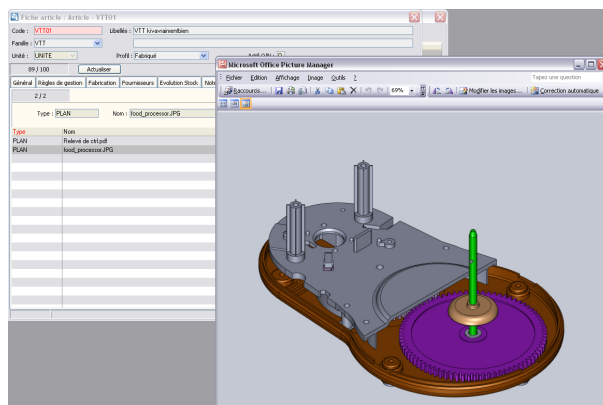 Fiche article : Article - VTT01
Code : VTT01 Libellés : VTT kivavraimentbien
Famille : VTT
Unité : UNITE Profil : Fabriqué
89 / 100 Actualiser
Général Règles de gestion Fabrication Fournisseurs Evolution Stock
2 / 2
Type : PLAN Nom : food_processor.JPG
Type Nom
PLAN Relevé de ctrl.pdf
PLAN food_processor.JPG
Microsoft Office Picture Manager
Fichier Edition Affichage Image Outils ? Tapez une question
Raccourcis... 69% Modifier les images... Correction automatique